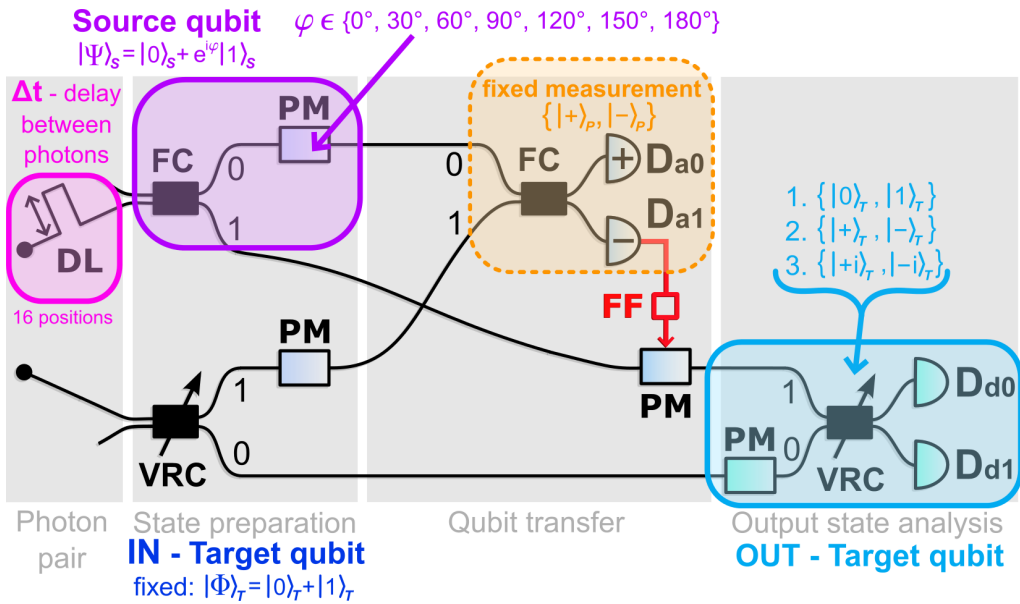 Source qubit
|Ψ⟩S=|0⟩S+ e^iφ|1⟩S
φ ϵ {0°, 30°, 60°, 90°, 120°, 150°, 180°}
Δt - delay
between
photons
DL
16 positions
FC
PM
0
1
fixed measurement
{|+⟩P,|−⟩P}
FC
0
1
+
Da0
−
Da1
FF
PM
1. {|0⟩T,|1⟩T}
2. {|+⟩T,|−⟩T}
3. {|+i⟩T,|−i⟩T}
PM
1
0
VRC
PM
1
0
VRC
Dd0
Dd1
Photon
pair
State preparation
Qubit transfer
Output state analysis
IN - Target qubit
fixed: |Φ⟩T=|0⟩T+|1⟩T
OUT - Target qubit